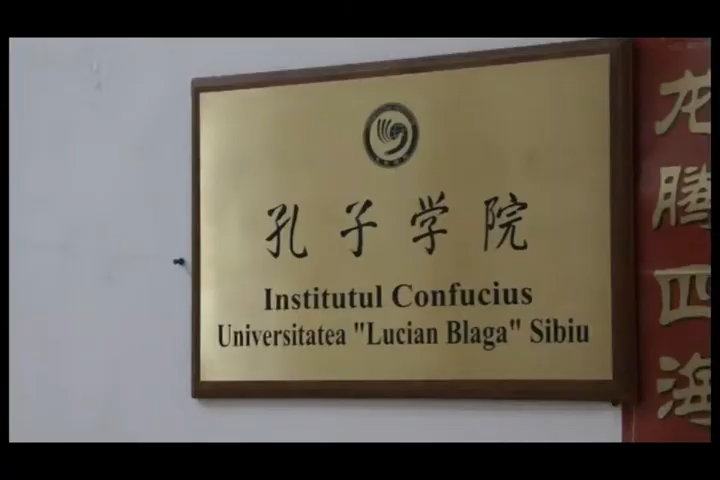 孔子学院
Institutul Confucius
Universitatea "Lucian Blaga" Sibiu
龙腾四海